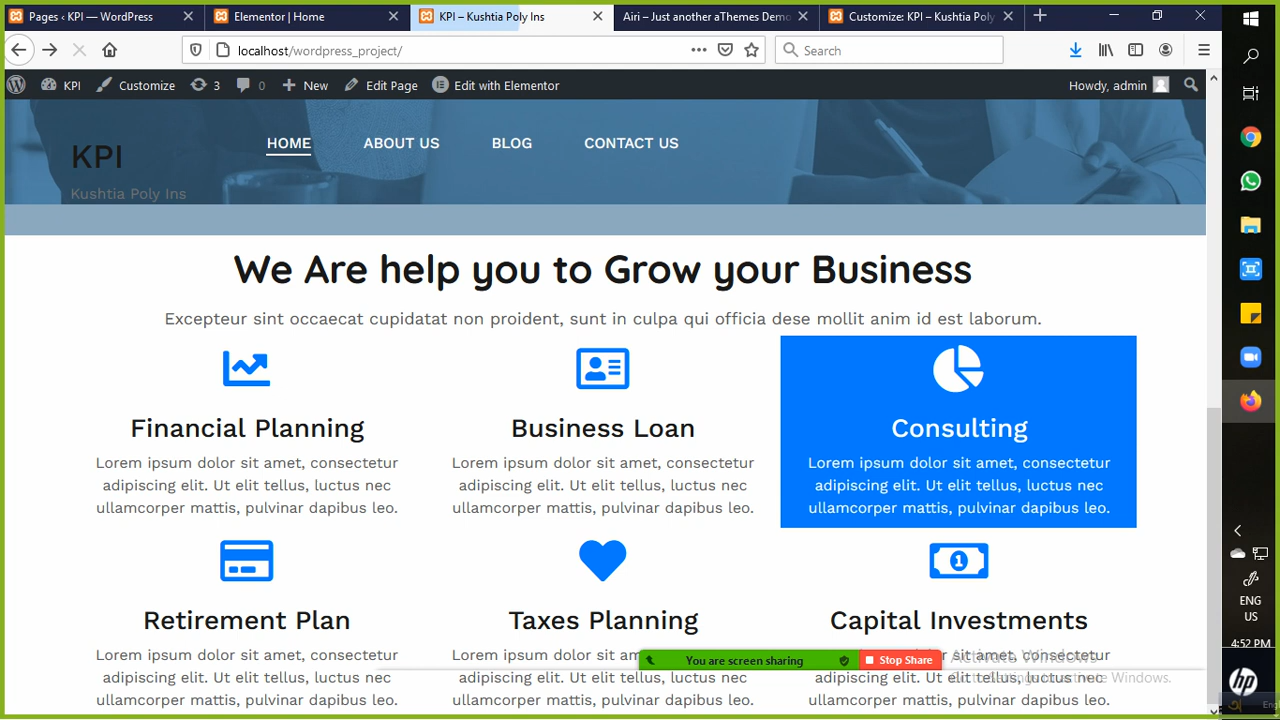 Pages ‹ KPI — WordPress
Elementor | Home
KPI – Kushtia Poly Ins
Airi – Just another aThemes Demo
Customize: KPI – Kushtia Poly
localhost/wordpress_project/
Search
KPI
Customize
3
0
New
Edit Page
Edit with Elementor
Howdy, admin
KPI
Kushtia Poly Ins
HOME
ABOUT US
BLOG
CONTACT US
We Are help you to Grow your Business
Excepteur sint occaecat cupidatat non proident, sunt in culpa qui officia dese mollit anim id est laborum.
Financial Planning
Lorem ipsum dolor sit amet, consectetur
adipiscing elit. Ut elit tellus, luctus nec
ullamcorper mattis, pulvinar dapibus leo.
Business Loan
Lorem ipsum dolor sit amet, consectetur
adipiscing elit. Ut elit tellus, luctus nec
ullamcorper mattis, pulvinar dapibus leo.
Consulting
Lorem ipsum dolor sit amet, consectetur
adipiscing elit. Ut elit tellus, luctus nec
ullamcorper mattis, pulvinar dapibus leo.
Retirement Plan
Lorem ipsum dolor sit amet, consectetur
adipiscing elit. Ut elit tellus, luctus nec
ullamcorper mattis, pulvinar dapibus leo.
Taxes Planning
Lorem ipsum dolor sit
adipiscing elit. Ut elit tellus, luctus nec
ullamcorper mattis, pulvinar dapibus leo.
1
Capital Investments
sit amet, consectetur
adipiscing elit. Ut elit tellus, luctus nec
ullamcorper mattis, pulvinar dapibus leo.
You are screen sharing
Stop Share
Activate Windows
Activate Windows.
ENG
US
4:52 PM
hp